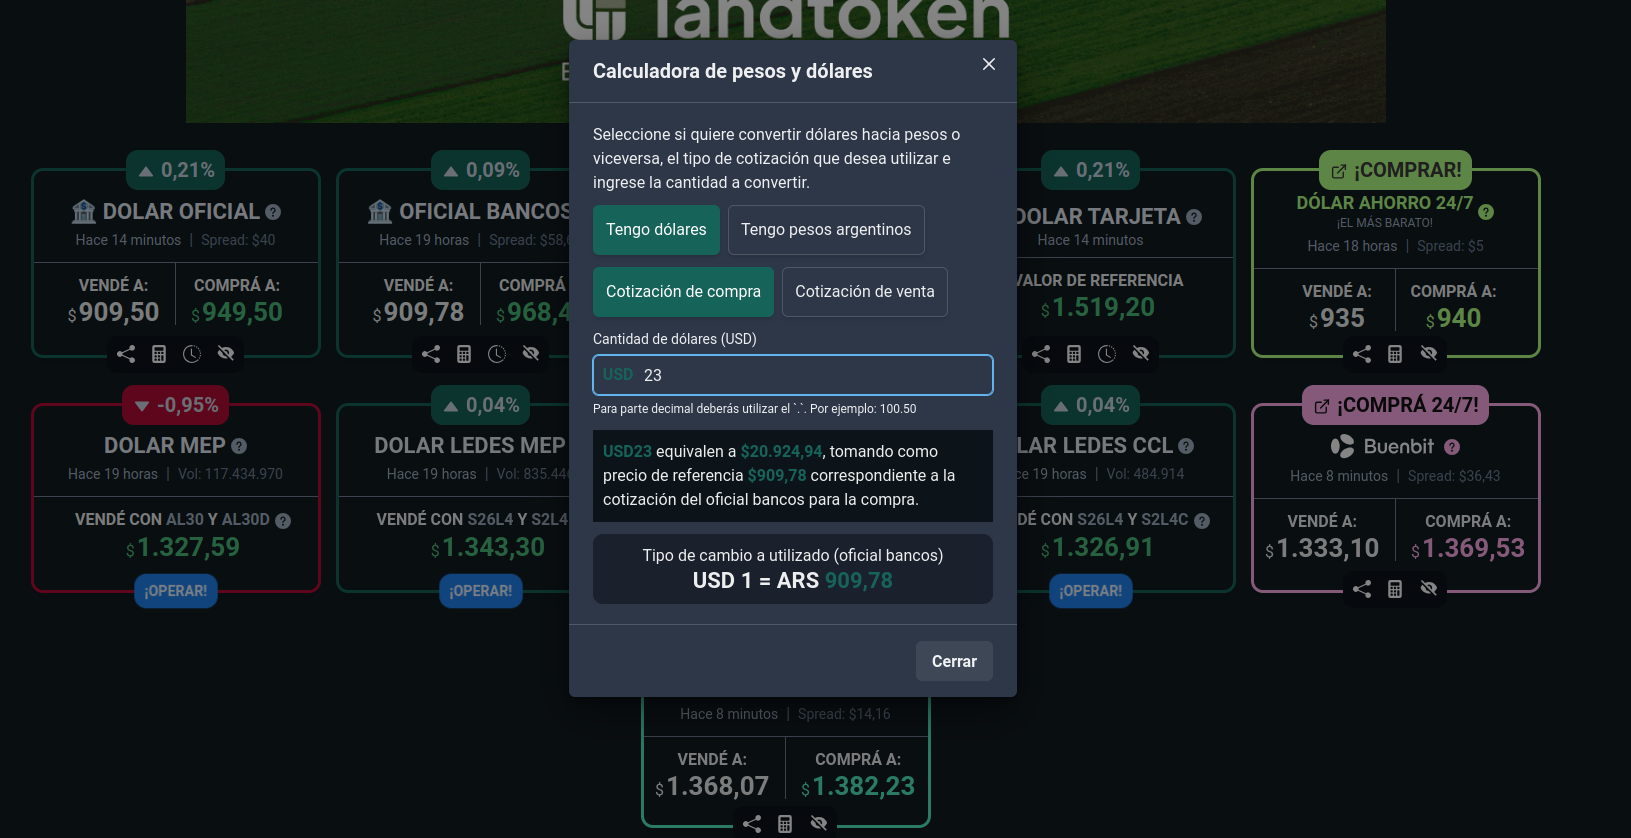 landtoken
E
Calculadora de pesos y dólares
Seleccione si quiere convertir dólares hacia pesos o
viceversa, el tipo de cotización que desea utilizar e
ingrese la cantidad a convertir.
Tengo dólares Tengo pesos argentinos
Cotización de compra Cotización de venta
Cantidad de dólares (USD)
USD 23
Para parte decimal deberás utilizar el `.`. Por ejemplo: 100.50
USD23 equivalen a $20.924,94, tomando como
precio de referencia $909,78 correspondiente a la
cotización del oficial bancos para la compra.
Tipo de cambio a utilizado (oficial bancos)
USD 1 = ARS 909,78
Cerrar
0,21%
DOLAR OFICIAL
Hace 14 minutos | Spread: $40
VENDÉ A: COMPRÁ A:
$909,50 $949,50
0,09%
OFICIAL BANCOS
Hace 19 horas | Spread: $58,
VENDÉ A: COMPRÁ
$909,78 $968,4
0,21%
DOLAR TARJETA
Hace 14 minutos
VALOR DE REFERENCIA
$1.519,20
¡COMPRAR!
DÓLAR AHORRO 24/7
¡EL MÁS BARATO!
Hace 18 horas | Spread: $5
VENDÉ A: COMPRÁ A:
$935 $940
-0,95%
DOLAR MEP
Hace 19 horas | Vol: 117.434.970
VENDÉ CON AL30 Y AL30D
$1.327,59
¡OPERAR!
0,04%
DOLAR LEDES MEP
Hace 19 horas | Vol: 835.44
VENDÉ CON S26L4 Y S2L4
$1.343,30
¡OPERAR!
0,04%
LAR LEDES CCL
ce 19 horas | Vol: 484.914
DÉ CON S26L4 Y S2L4C
$1.326,91
¡OPERAR!
¡COMPRÁ 24/7!
Buenbit
Hace 8 minutos | Spread: $36,43
VENDÉ A: COMPRÁ A:
$1.333,10 $1.369,53
Hace 8 minutos | Spread: $14,16
VENDÉ A: COMPRÁ A:
$1.368,07 $1.382,23